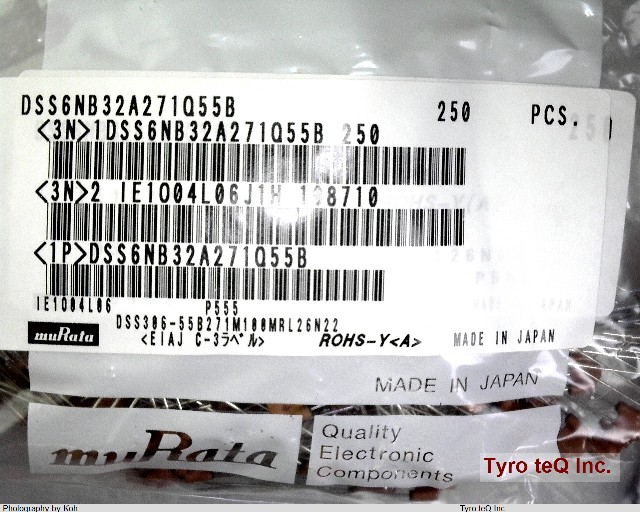 DSS6NB32A271Q55B 250 PCS.
<3N>1DSS6NB32A271Q55B 250
<3N>2 IE1004L06J1H 198710
<1P>DSS6NB32A271Q55B
IE1004L06 P555
DSS306-55B271M100MRL26N22
muRata <EIAJ C-3ラベル> ROHS-Y<A> MADE IN JAPAN
MADE IN JAPAN
muRata
Quality
Electronic
Components
Tyro teQ Inc.
Photography by Koh Tyro teQ Inc